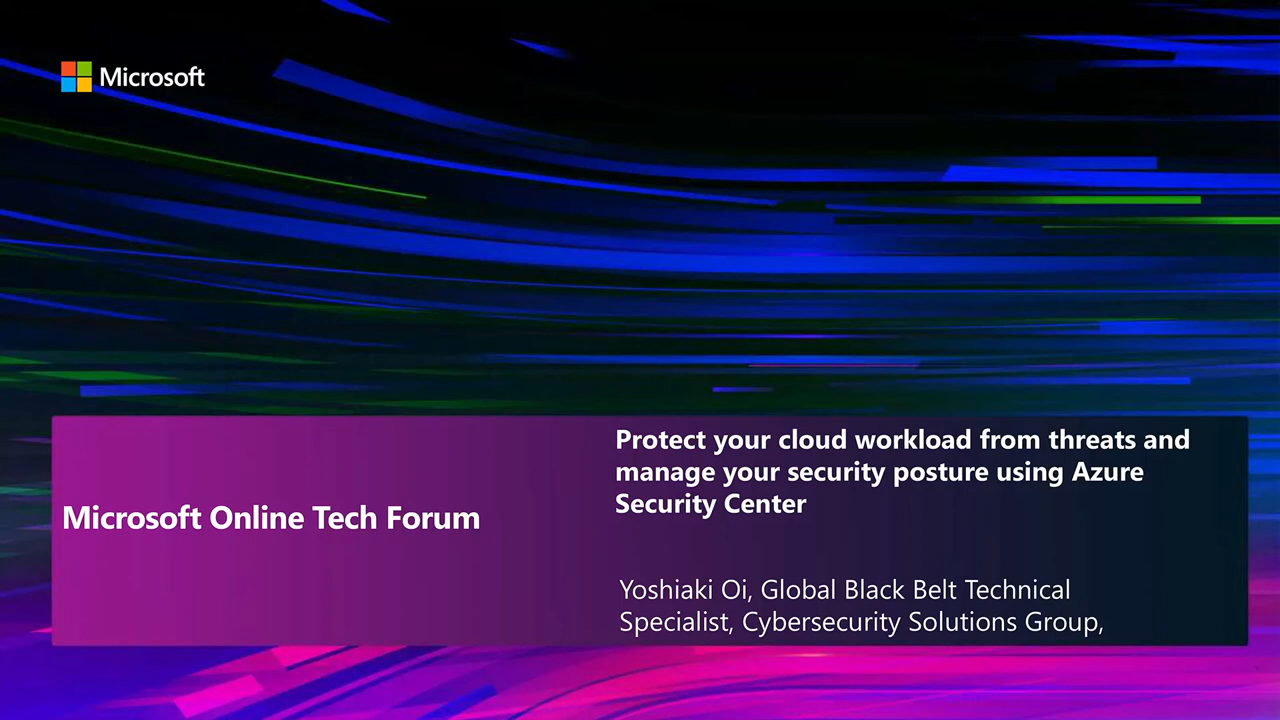 Microsoft
Microsoft Online Tech Forum
Protect your cloud workload from threats and
manage your security posture using Azure
Security Center
Yoshiaki Oi, Global Black Belt Technical
Specialist, Cybersecurity Solutions Group,